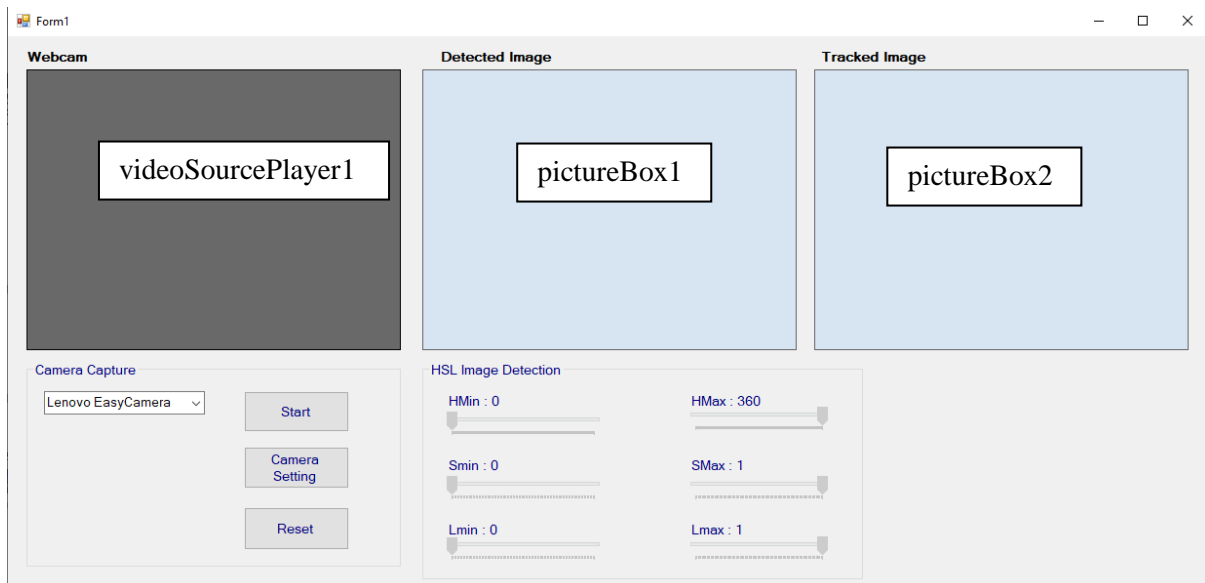 Form1
Webcam
Detected Image
Tracked Image
videoSourcePlayer1
pictureBox1
pictureBox2
Camera Capture
Lenovo EasyCamera
Start
Camera
Setting
Reset
HSL Image Detection
HMin : 0
HMax : 360
Smin : 0
SMax : 1
Lmin : 0
Lmax : 1